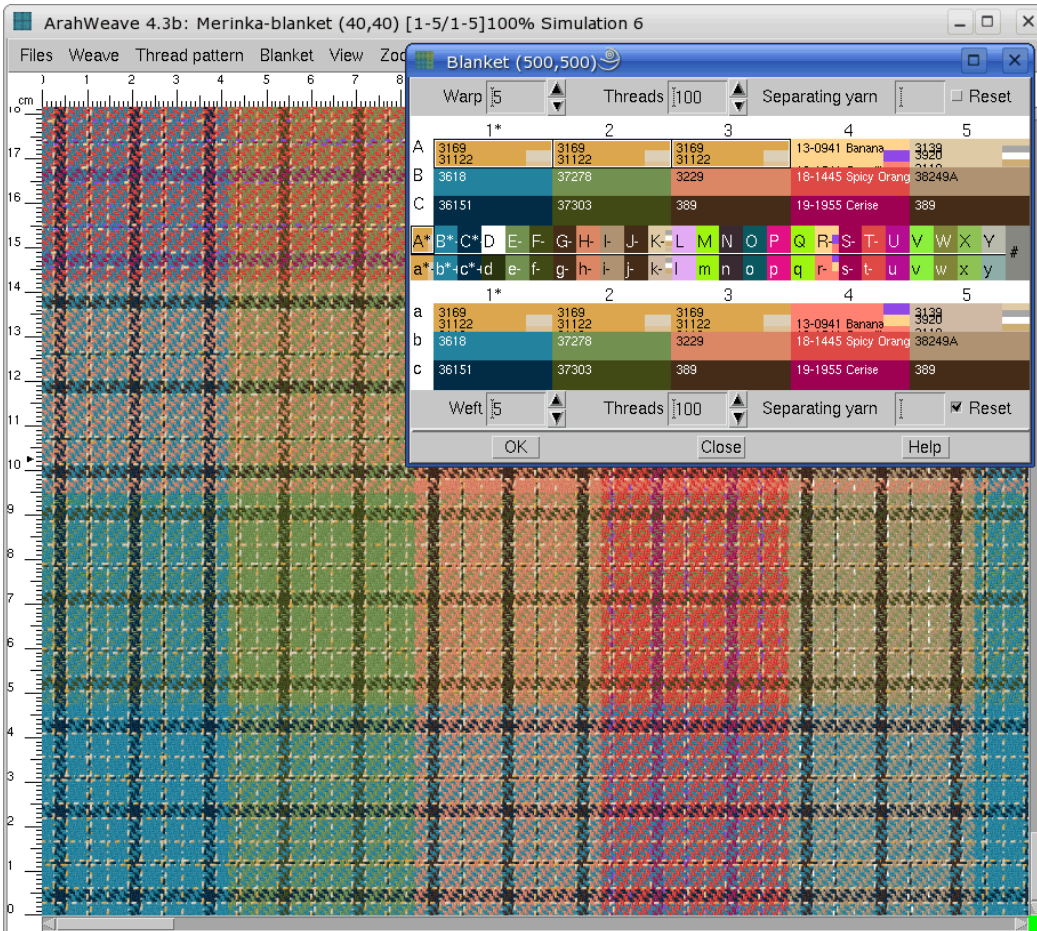 ArahWeave 4.3b: Merinka-blanket (40,40) [1-5/1-5]100% Simulation 6
Files Weave Thread pattern Blanket View Zoo
Blanket (500,500)
1 2 3 4 5 6 7 8
cm
Warp 5 Threads 100 Separating yarn Reset
1* 2 3 4 5
A 3169 3169 3169 13-0941 Banana 3139
31122 31122 31122 3920
B 3618 37278 3229 18-1445 Spicy Orang 38249A
C 36151 37303 389 19-1955 Cerise 389
A* B* C* D E- F- G- H- I- J- K- L M N O P Q R- S- T- U V W X Y #
a* b* c* d e- f- g- h- i- j- k- l m n o p q r- s- t- u v w x y
1* 2 3 4 5
a 3169 3169 3169 3139
31122 31122 31122 13-0941 Banana 3920
b 3618 37278 3229 18-1445 Spicy Orang 38249A
c 36151 37303 389 19-1955 Cerise 389
Weft 5 Threads 100 Separating yarn Reset
OK Close Help
17
16
15
14
13
12
11
10
9
8
7
6
5
4
3
2
1
0